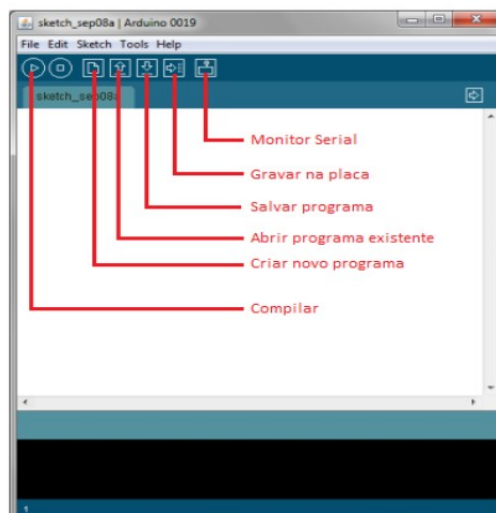 sketch_sep08a | Arduino 0019
File Edit Sketch Tools Help
sketch_sep08a
Monitor Serial
Gravar na placa
Salvar programa
Abrir programa existente
Criar novo programa
Compilar
1